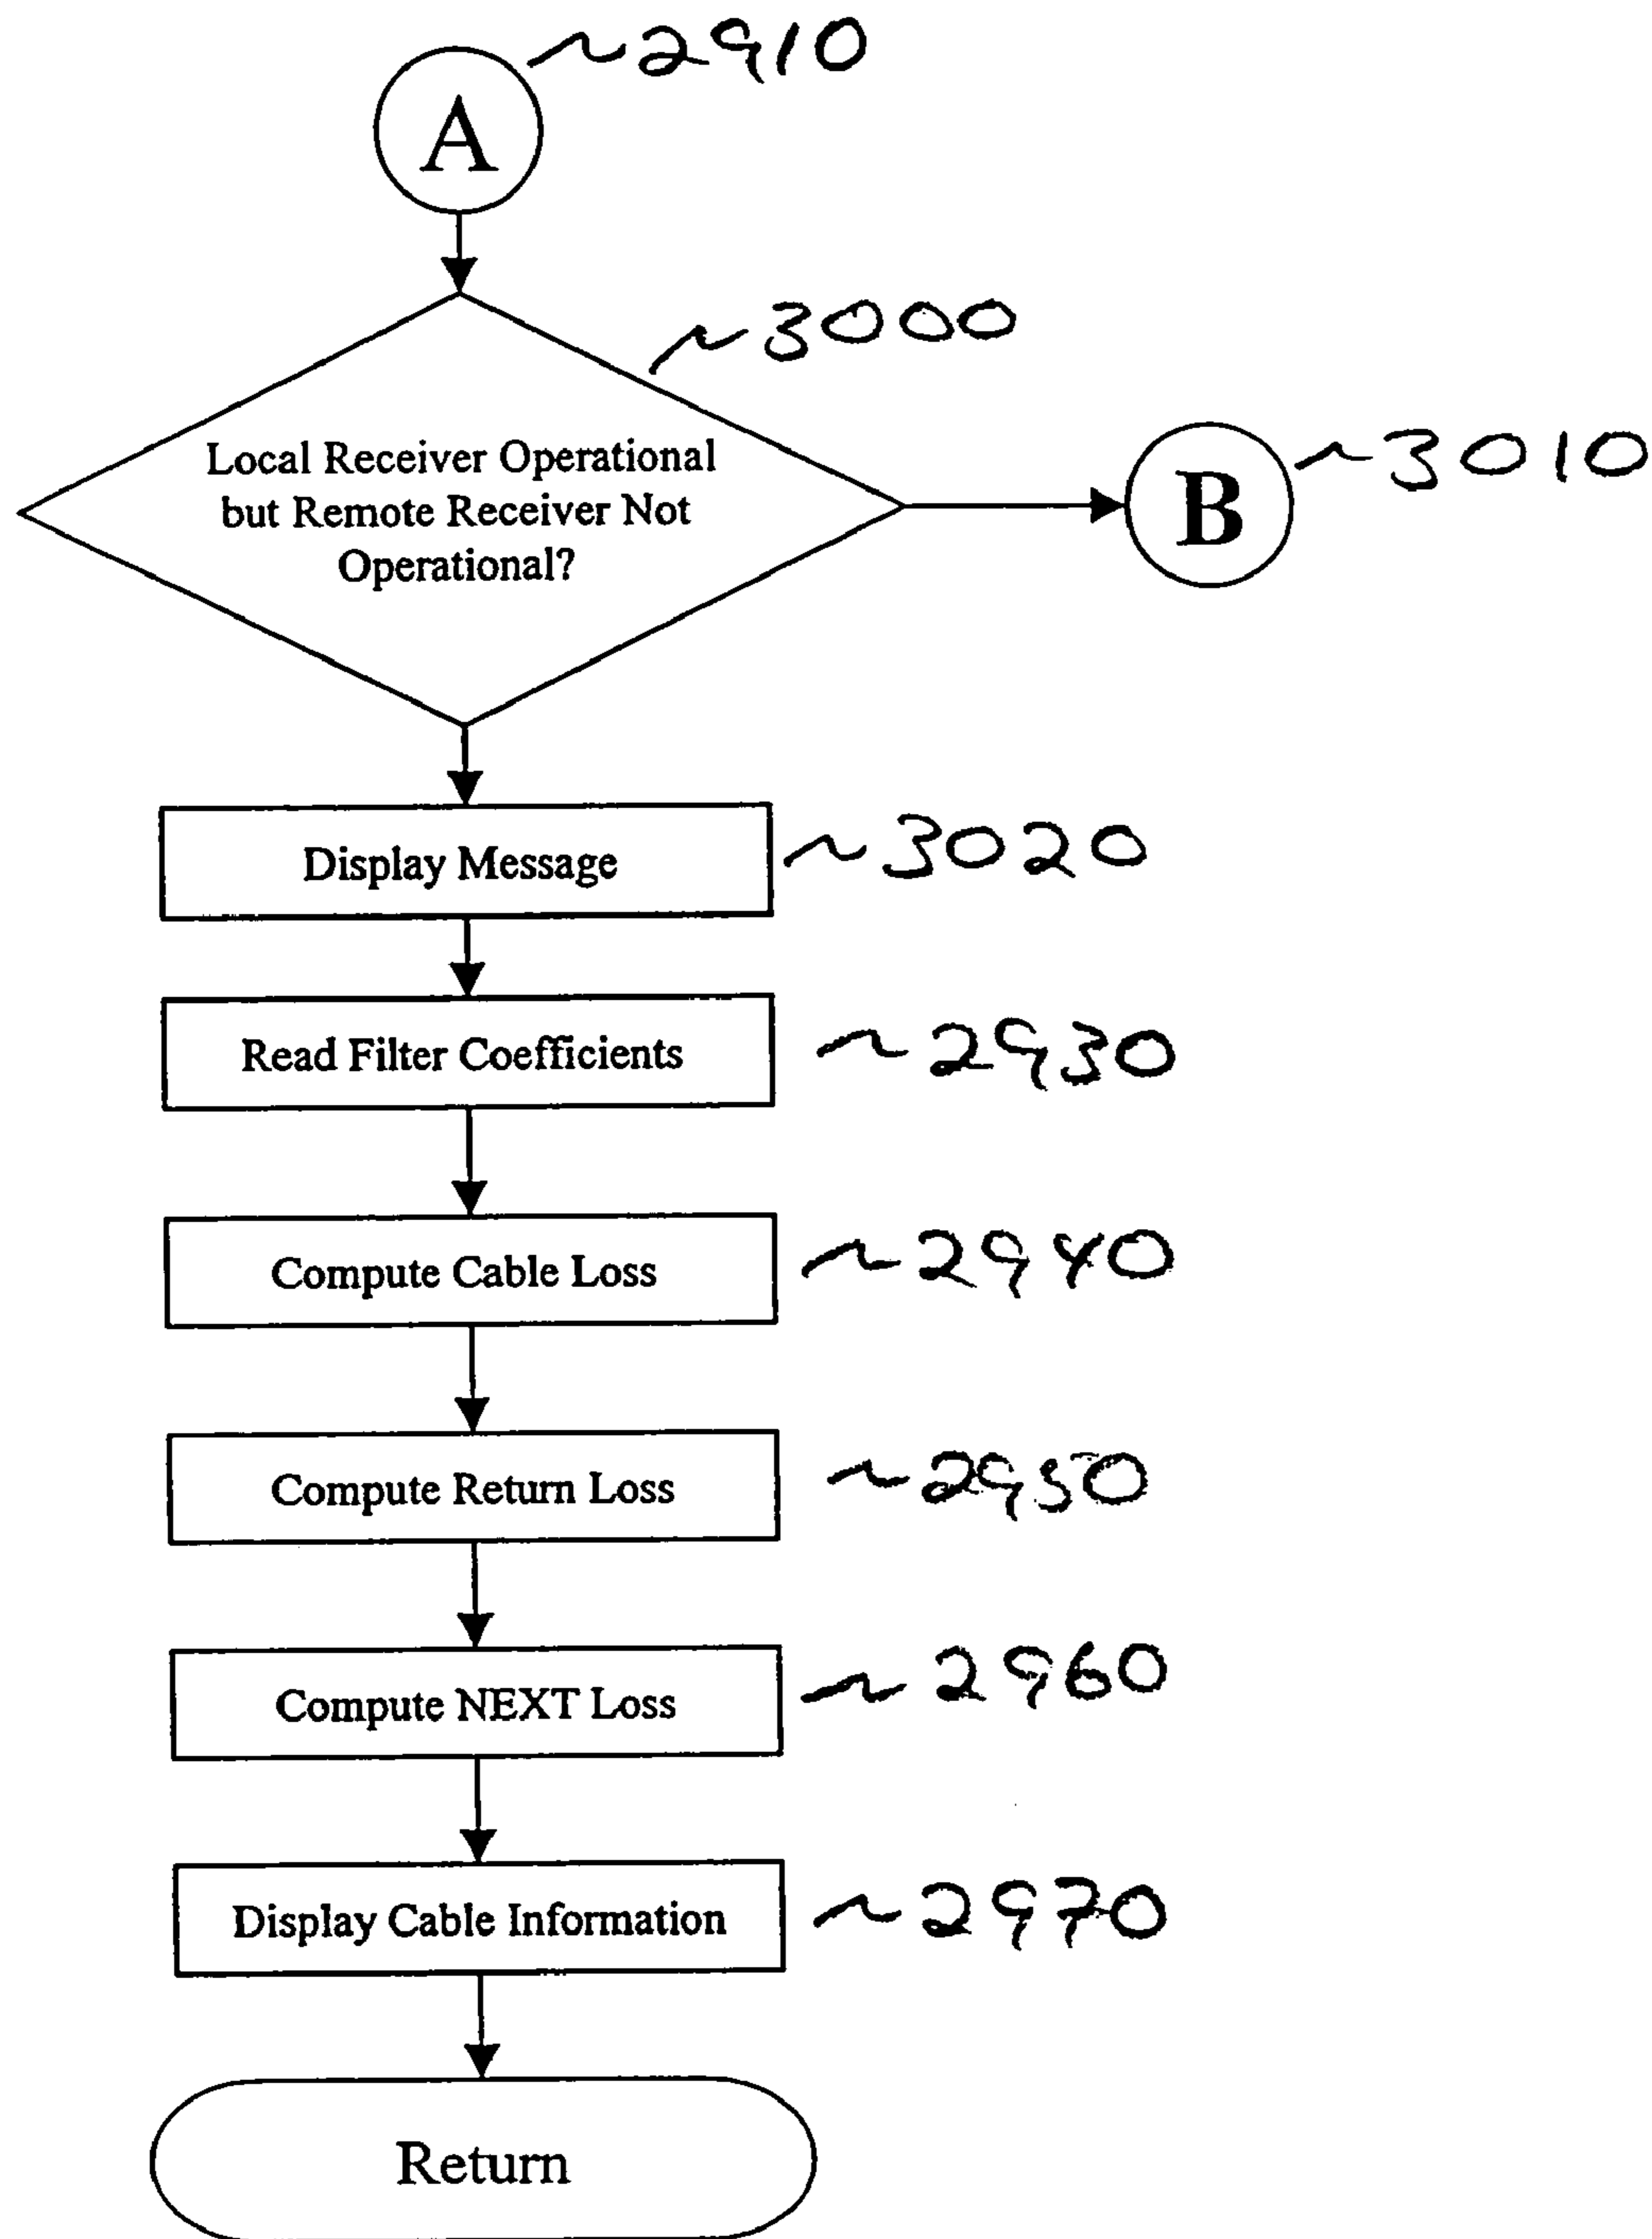 ~2910
A
~3000
Local Receiver Operational
but Remote Receiver Not
Operational?
B
~3010
Display Message
~3020
Read Filter Coefficients
~2930
Compute Cable Loss
~2940
Compute Return Loss
~2950
Compute NEXT Loss
~2960
Display Cable Information
~2970
Return